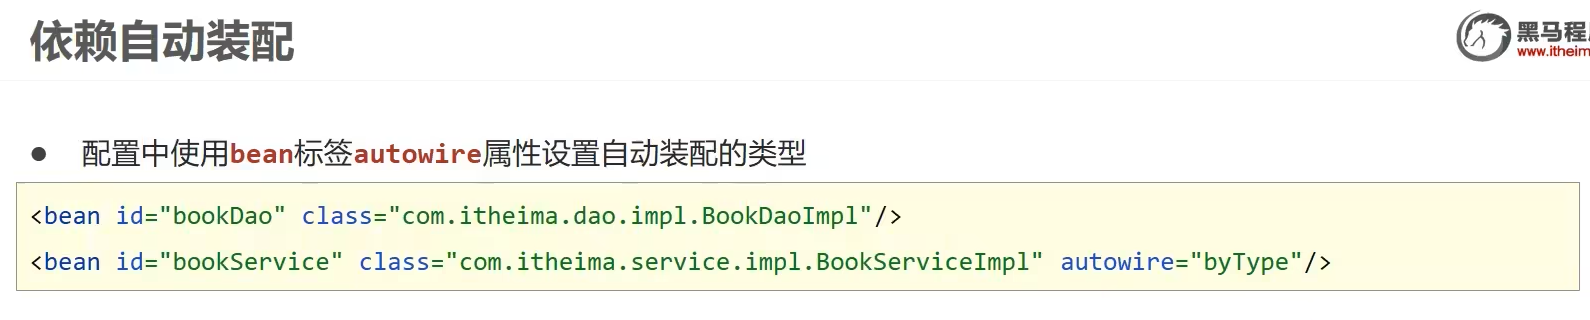 依赖自动装配
黑马程
www.itheim
● 配置中使用bean标签autowire属性设置自动装配的类型
<bean id="bookDao" class="com.itheima.dao.impl.BookDaoImpl"/>
<bean id="bookService" class="com.itheima.service.impl.BookServiceImpl" autowire="byType"/>